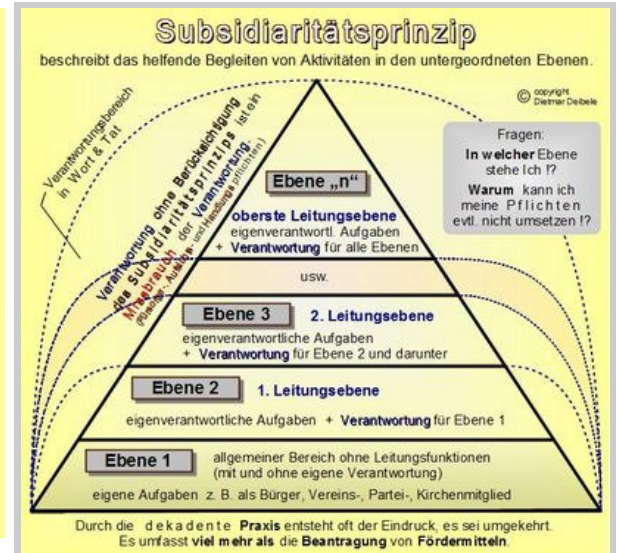 Subsidiaritätsprinzip
beschreibt das helfende Begleiten von Aktivitäten in den untergeordneten Ebenen.
© copyright
Dietmar Deibele
Verantwortungsbereich
in Wort & Tat
Verantwortung ohne Berücksichtigung
des Subsidiaritätsprinzips ist ein
Missbrauch der Verantwortung
(Fürsorge-, Aufsichts- und Handlungspflichten)
Fragen:
In welcher Ebene
stehe Ich !?
Warum kann ich
meine Pflichten
evtl. nicht umsetzen !?
Ebene „n"
oberste Leitungsebene
eigenverantwortl. Aufgaben
+ Verantwortung für alle Ebenen
usw.
Ebene 3 2. Leitungsebene
eigenverantwortliche Aufgaben
+ Verantwortung für Ebene 2 und darunter
Ebene 2 1. Leitungsebene
eigenverantwortliche Aufgaben + Verantwortung für Ebene 1
Ebene 1 allgemeiner Bereich ohne Leitungsfunktionen
(mit und ohne eigene Verantwortung)
eigene Aufgaben z. B. als Bürger, Vereins-, Partei-, Kirchenmitglied
Durch die dekadente Praxis entsteht oft der Eindruck, es sei umgekehrt.
Es umfasst viel mehr als die Beantragung von Fördermitteln.